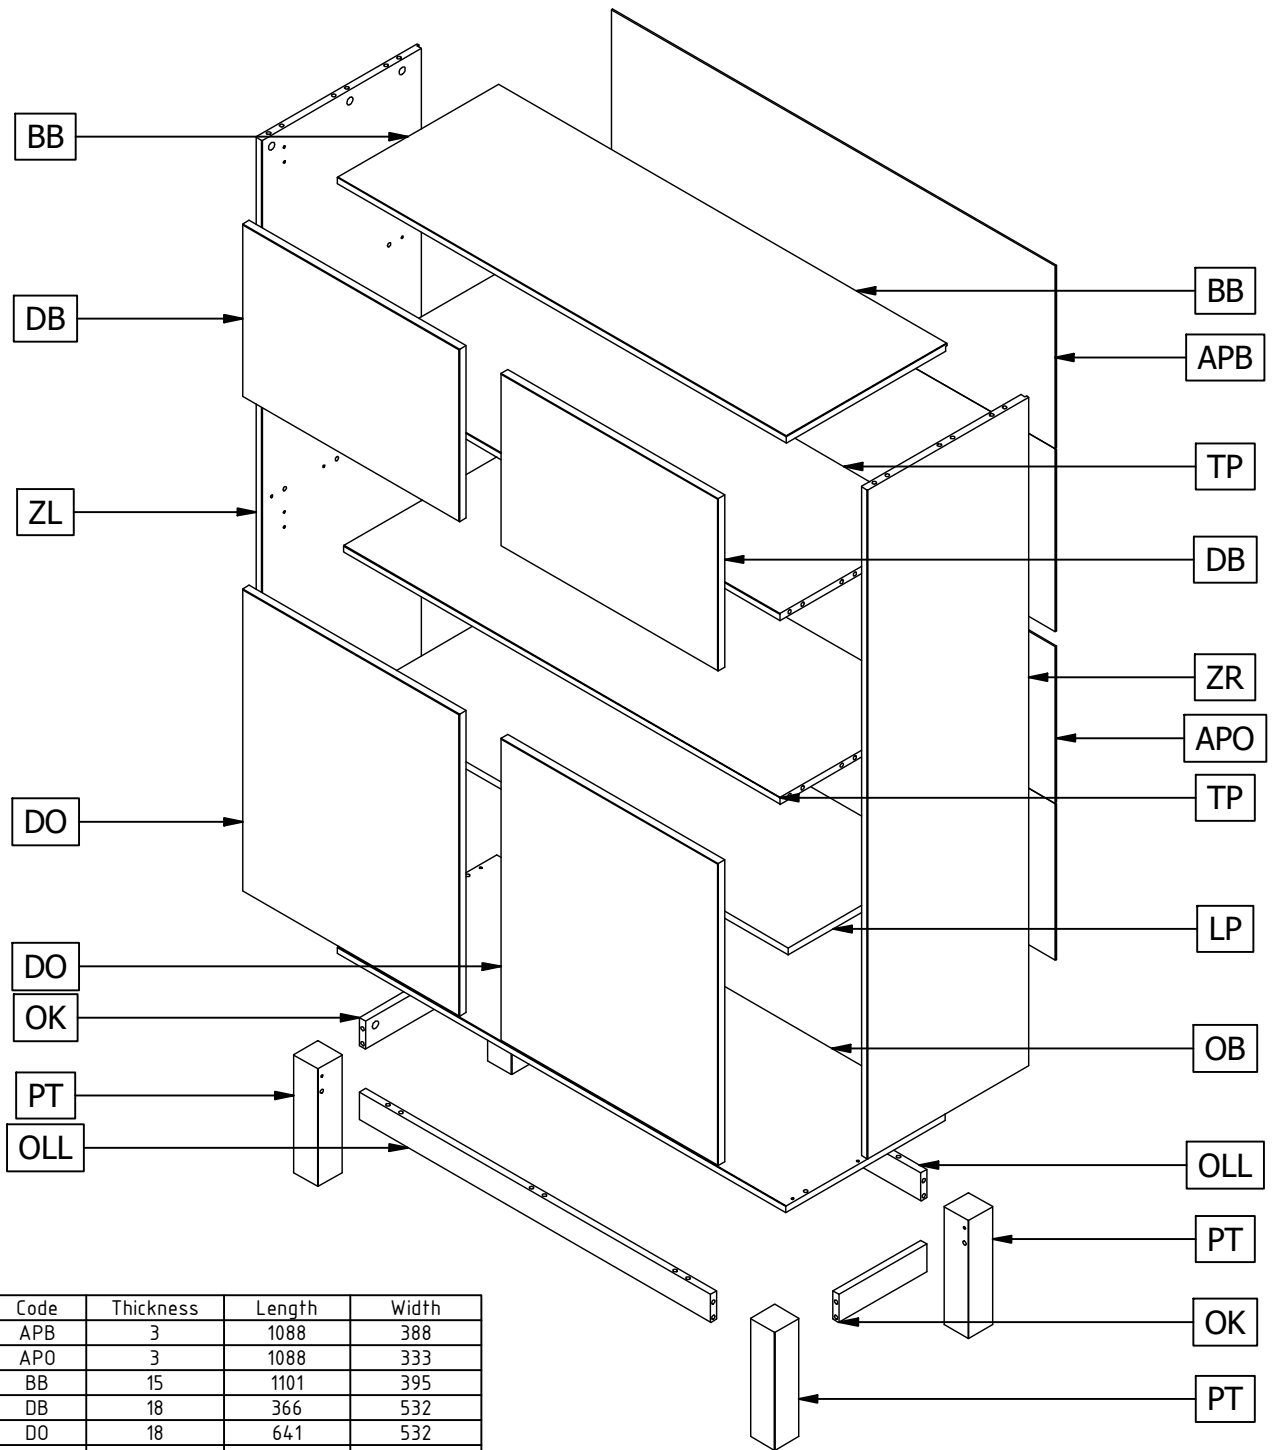 BB
DB
ZL
DO
DO
OK
PT
OLL
BB
APB
TP
DB
ZR
APO
TP
LP
OB
OLL
PT
OK
PT
Code Thickness Length Width
APB 3 1088 388
APO 3 1088 333
BB 15 1101 395
DB 18 366 532
DO 18 641 532